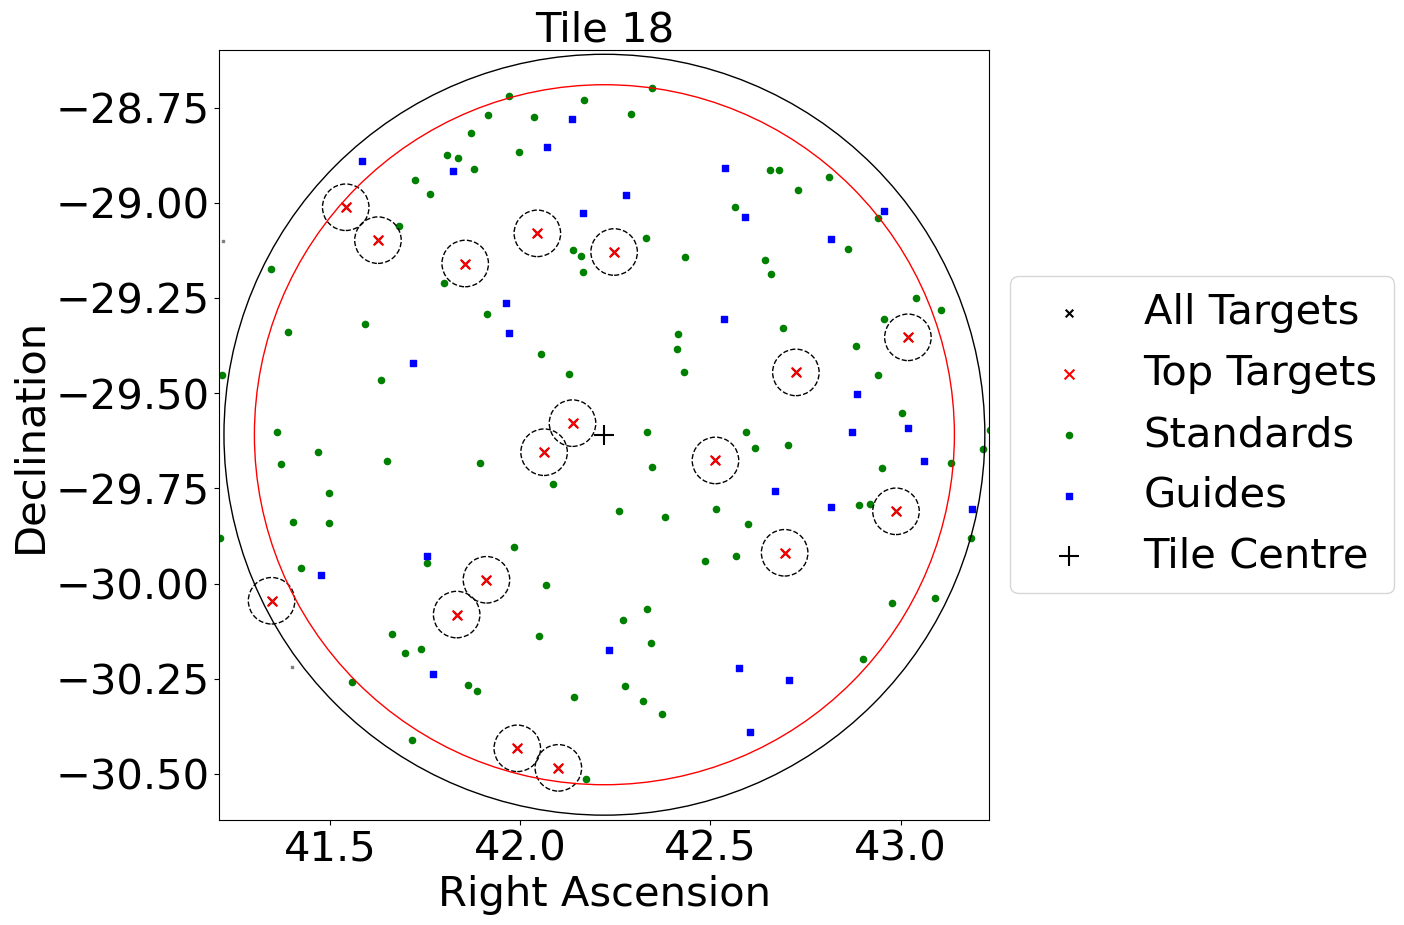 Tile 18
−28.75
−29.00
−29.25
−29.50
−29.75
−30.00
−30.25
−30.50
Declination
41.5 42.0 42.5 43.0
Right Ascension
All Targets
Top Targets
Standards
Guides
Tile Centre